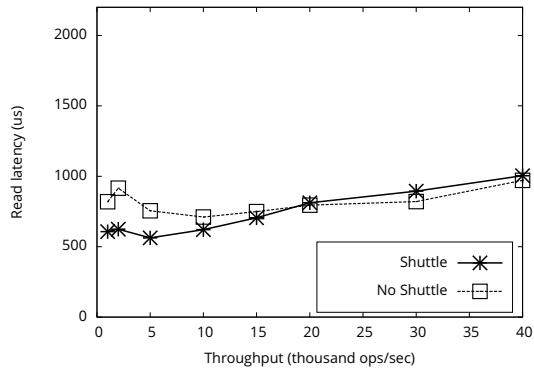 2000
1500
1000
500
0
Read latency (us)
Shuttle
No Shuttle
0 5 10 15 20 25 30 35 40
Throughput (thousand ops/sec)